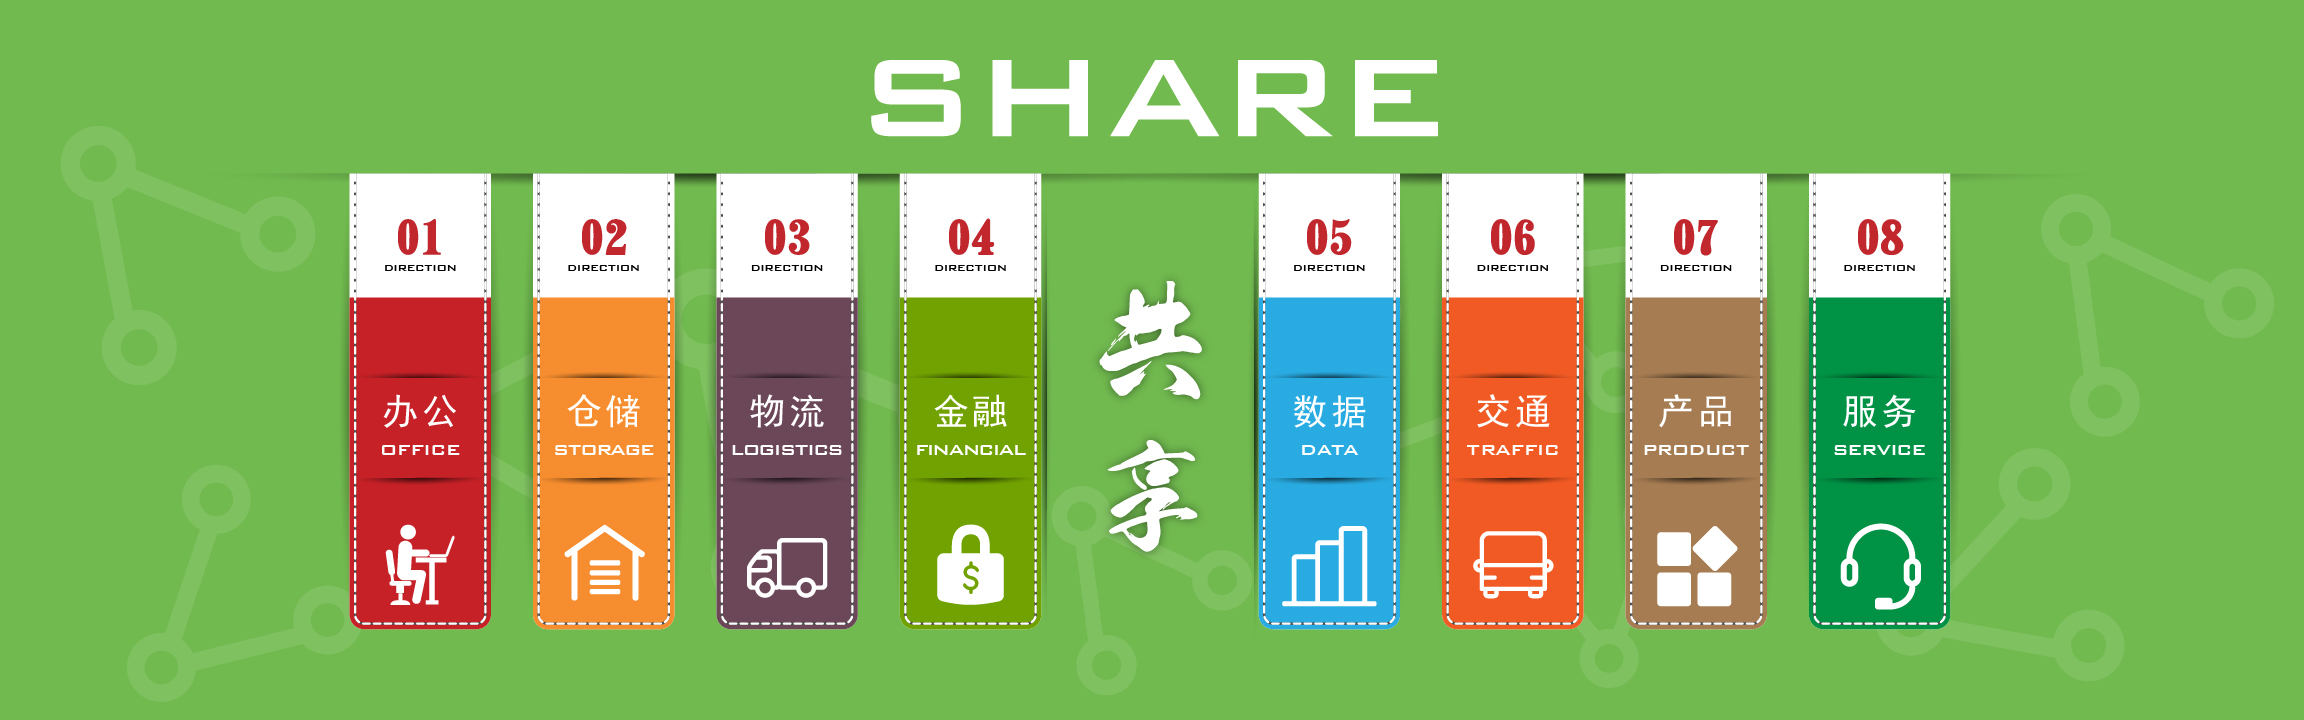 SHARE
01
DIRECTION
办公
OFFICE
02
DIRECTION
仓储
STORAGE
03
DIRECTION
物流
LOGISTICS
04
DIRECTION
金融
FINANCIAL
$
共
享
05
DIRECTION
数据
DATA
06
DIRECTION
交通
TRAFFIC
07
DIRECTION
产品
PRODUCT
08
DIRECTION
服务
SERVICE